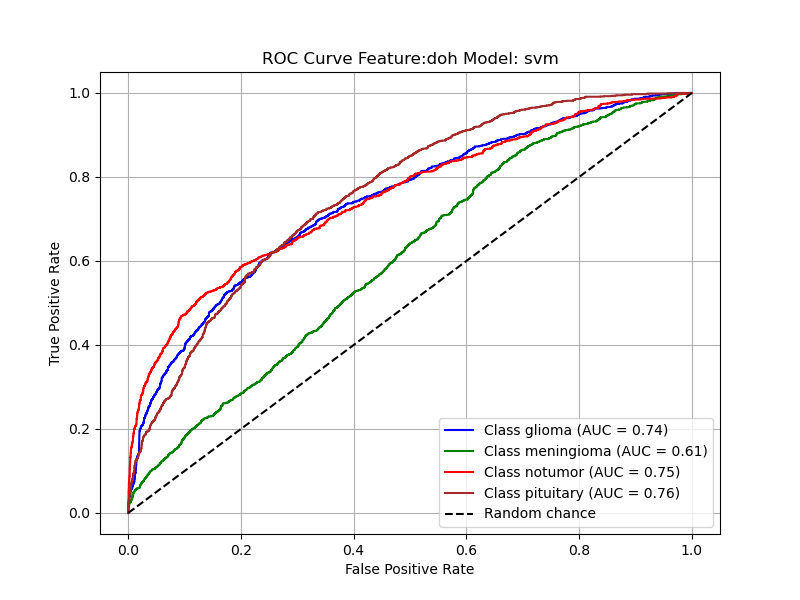 ROC Curve Feature:doh Model: svm
True Positive Rate
1.0
0.8
0.6
0.4
0.2
0.0
Class glioma (AUC = 0.74)
Class meningioma (AUC = 0.61)
Class notumor (AUC = 0.75)
Class pituitary (AUC = 0.76)
Random chance
0.0 0.2 0.4 0.6 0.8 1.0
False Positive Rate